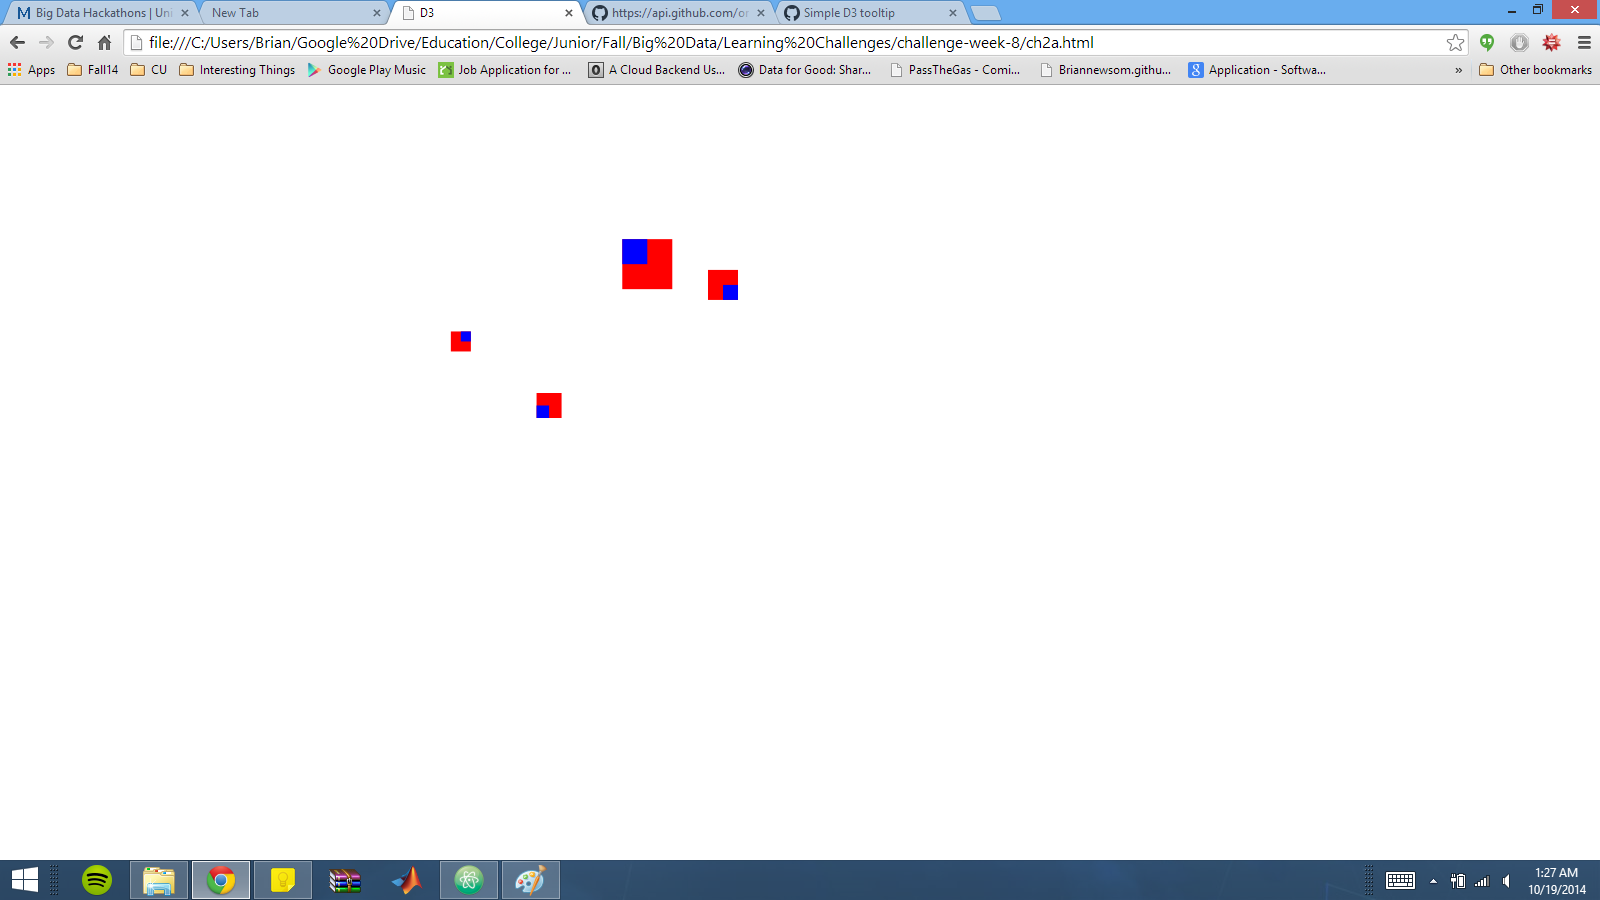 Big Data Hackathons | Uni
New Tab
D3
https://api.github.com/or
Simple D3 tooltip
file:///C:/Users/Brian/Google%20Drive/Education/College/Junior/Fall/Big%20Data/Learning%20Challenges/challenge-week-8/ch2a.html
Apps
Fall14
CU
Interesting Things
Google Play Music
Job Application for ...
A Cloud Backend Us...
Data for Good: Shar...
PassTheGas - Comi...
Briannewsom.githu...
Application - Softwa...
»
Other bookmarks
1:27 AM
10/19/2014